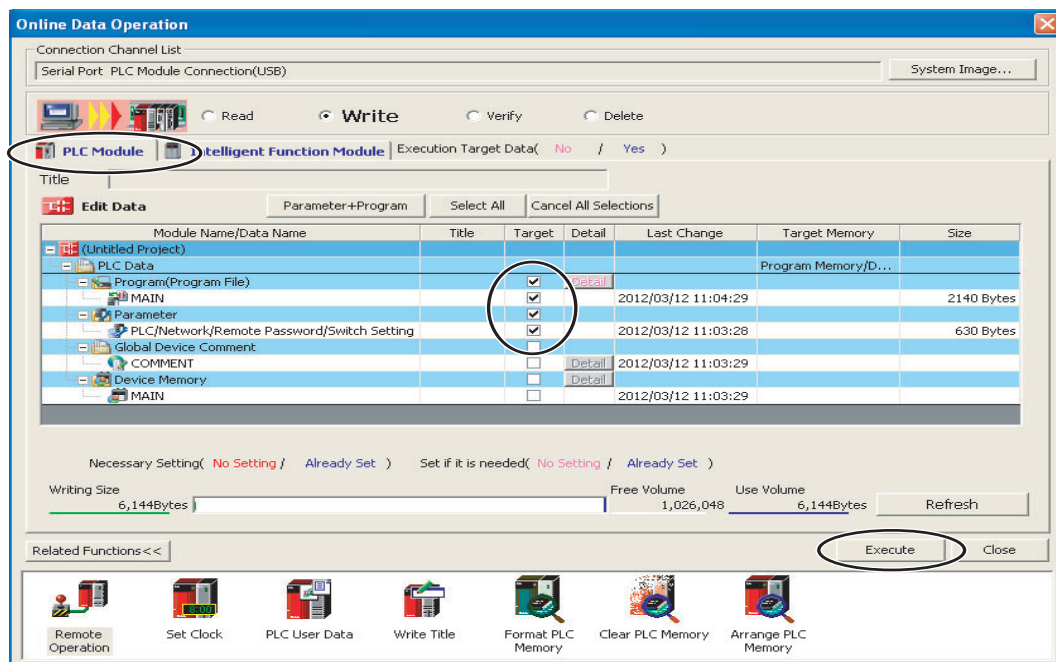 Online Data Operation
Connection Channel List
Serial Port PLC Module Connection(USB)
System Image...
Read
Write
Verify
Delete
PLC Module
Intelligent Function Module
Execution Target Data( No / Yes )
Title
Edit Data
Parameter+Program
Select All
Cancel All Selections
Module Name/Data Name Title Target Detail Last Change Target Memory Size
(Untitled Project)
PLC Data Program Memory/D...
Program(Program File) Detail
MAIN 2012/03/12 11:04:29 2140 Bytes
Parameter
PLC/Network/Remote Password/Switch Setting 2012/03/12 11:03:28 630 Bytes
Global Device Comment
COMMENT Detail 2012/03/12 11:03:29
Device Memory Detail
MAIN 2012/03/12 11:03:29
Necessary Setting( No Setting / Already Set ) Set if it is needed( No Setting / Already Set )
Writing Size Free Volume Use Volume
6,144Bytes 1,026,048 6,144Bytes
Refresh
Related Functions<<
Execute
Close
8:00
Remote
Operation
Set Clock
PLC User Data
Write Title
Format PLC
Memory
Clear PLC Memory
Arrange PLC
Memory